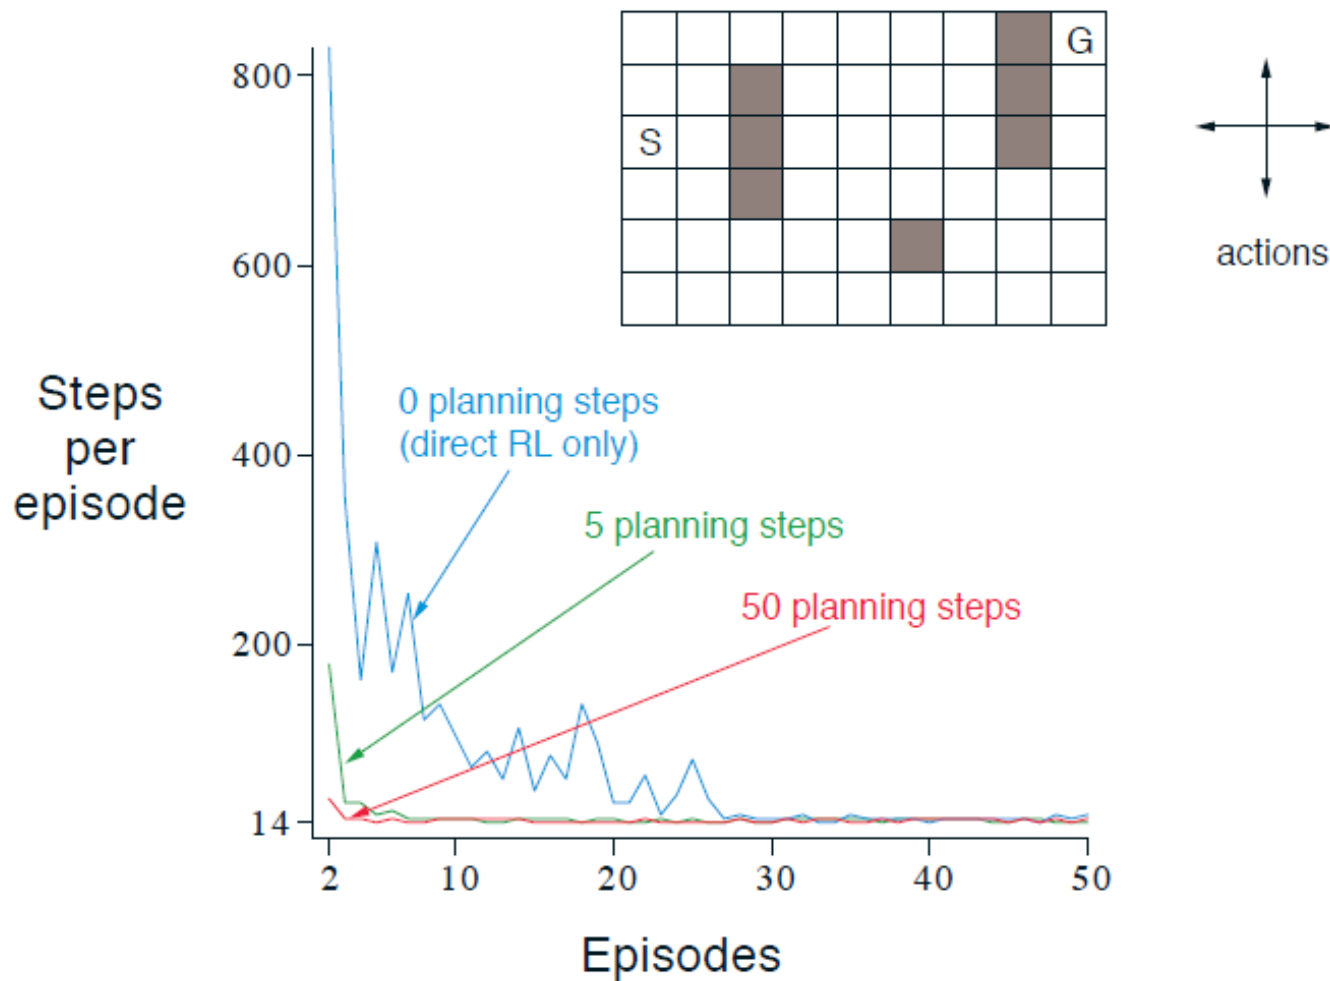 G
S
actions
800
600
400
200
14
Steps
per
episode
0 planning steps
(direct RL only)
5 planning steps
50 planning steps
2 10 20 30 40 50
Episodes